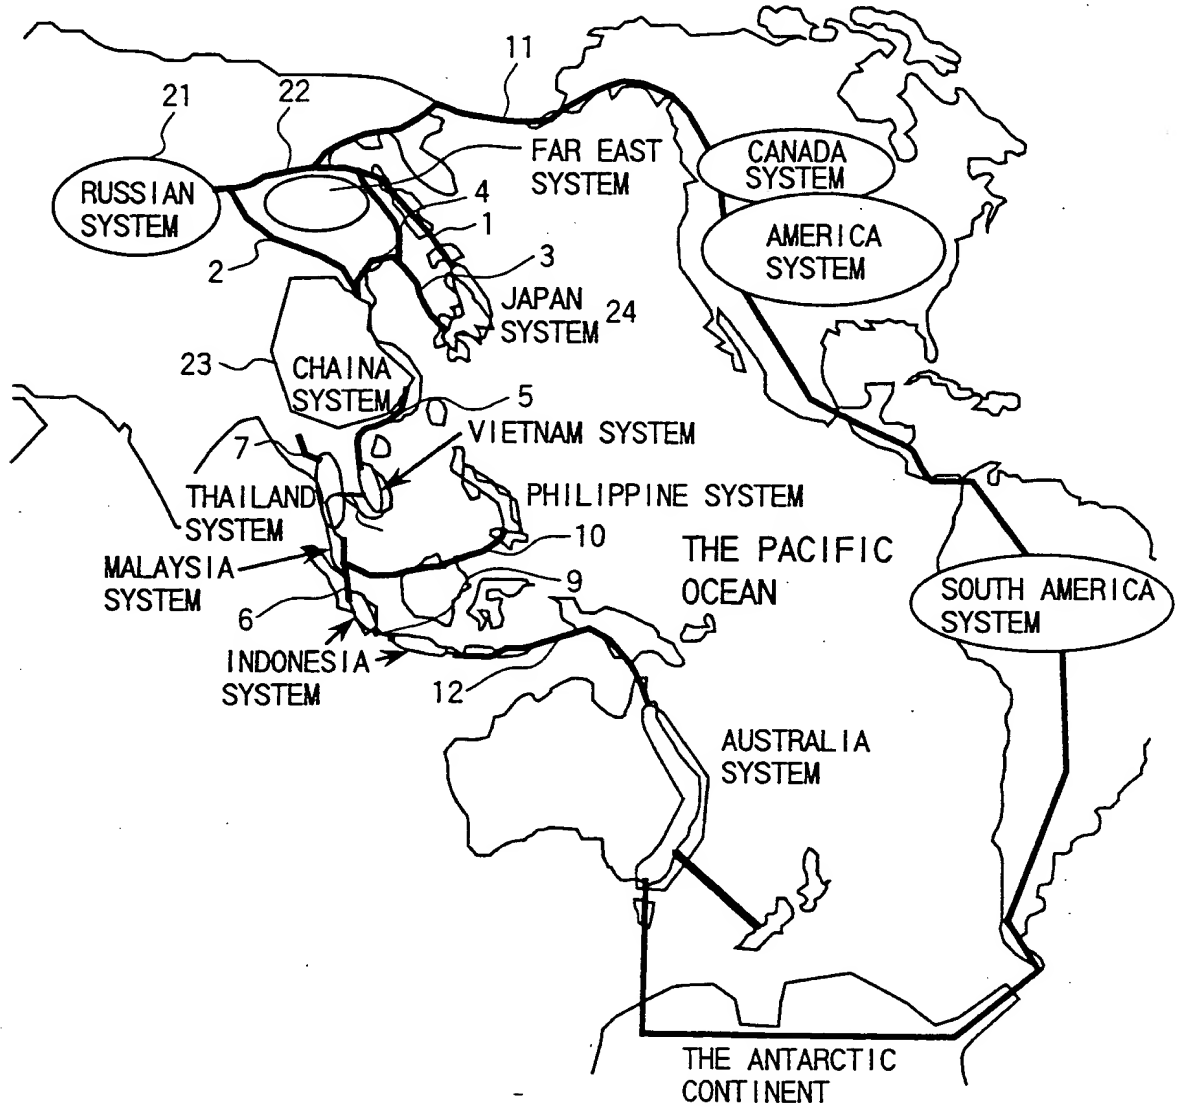 11
21
22
FAR EAST
SYSTEM
CANADA
SYSTEM
RUSSIAN
SYSTEM
4
1
AMERICA
SYSTEM
2
3
JAPAN
SYSTEM
24
23
CHAINA
SYSTEM
5
VIETNAM SYSTEM
7
THAILAND
SYSTEM
PHILIPPINE SYSTEM
10
THE PACIFIC
OCEAN
MALAYSIA
SYSTEM
9
SOUTH AMERICA
SYSTEM
6
INDONESIA
SYSTEM
12
AUSTRALIA
SYSTEM
THE ANTARCTIC
CONTINENT